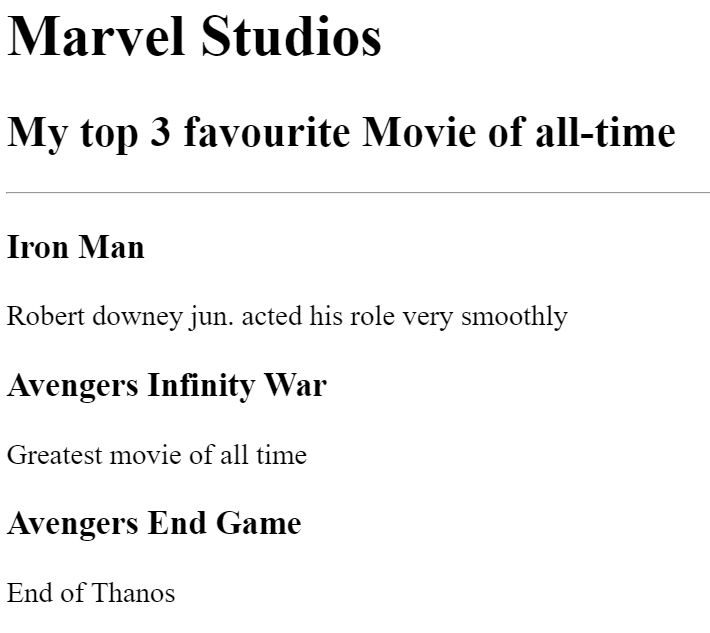 Marvel Studios
My top 3 favourite Movie of all-time
Iron Man
Robert downey jun. acted his role very smoothly
Avengers Infinity War
Greatest movie of all time
Avengers End Game
End of Thanos